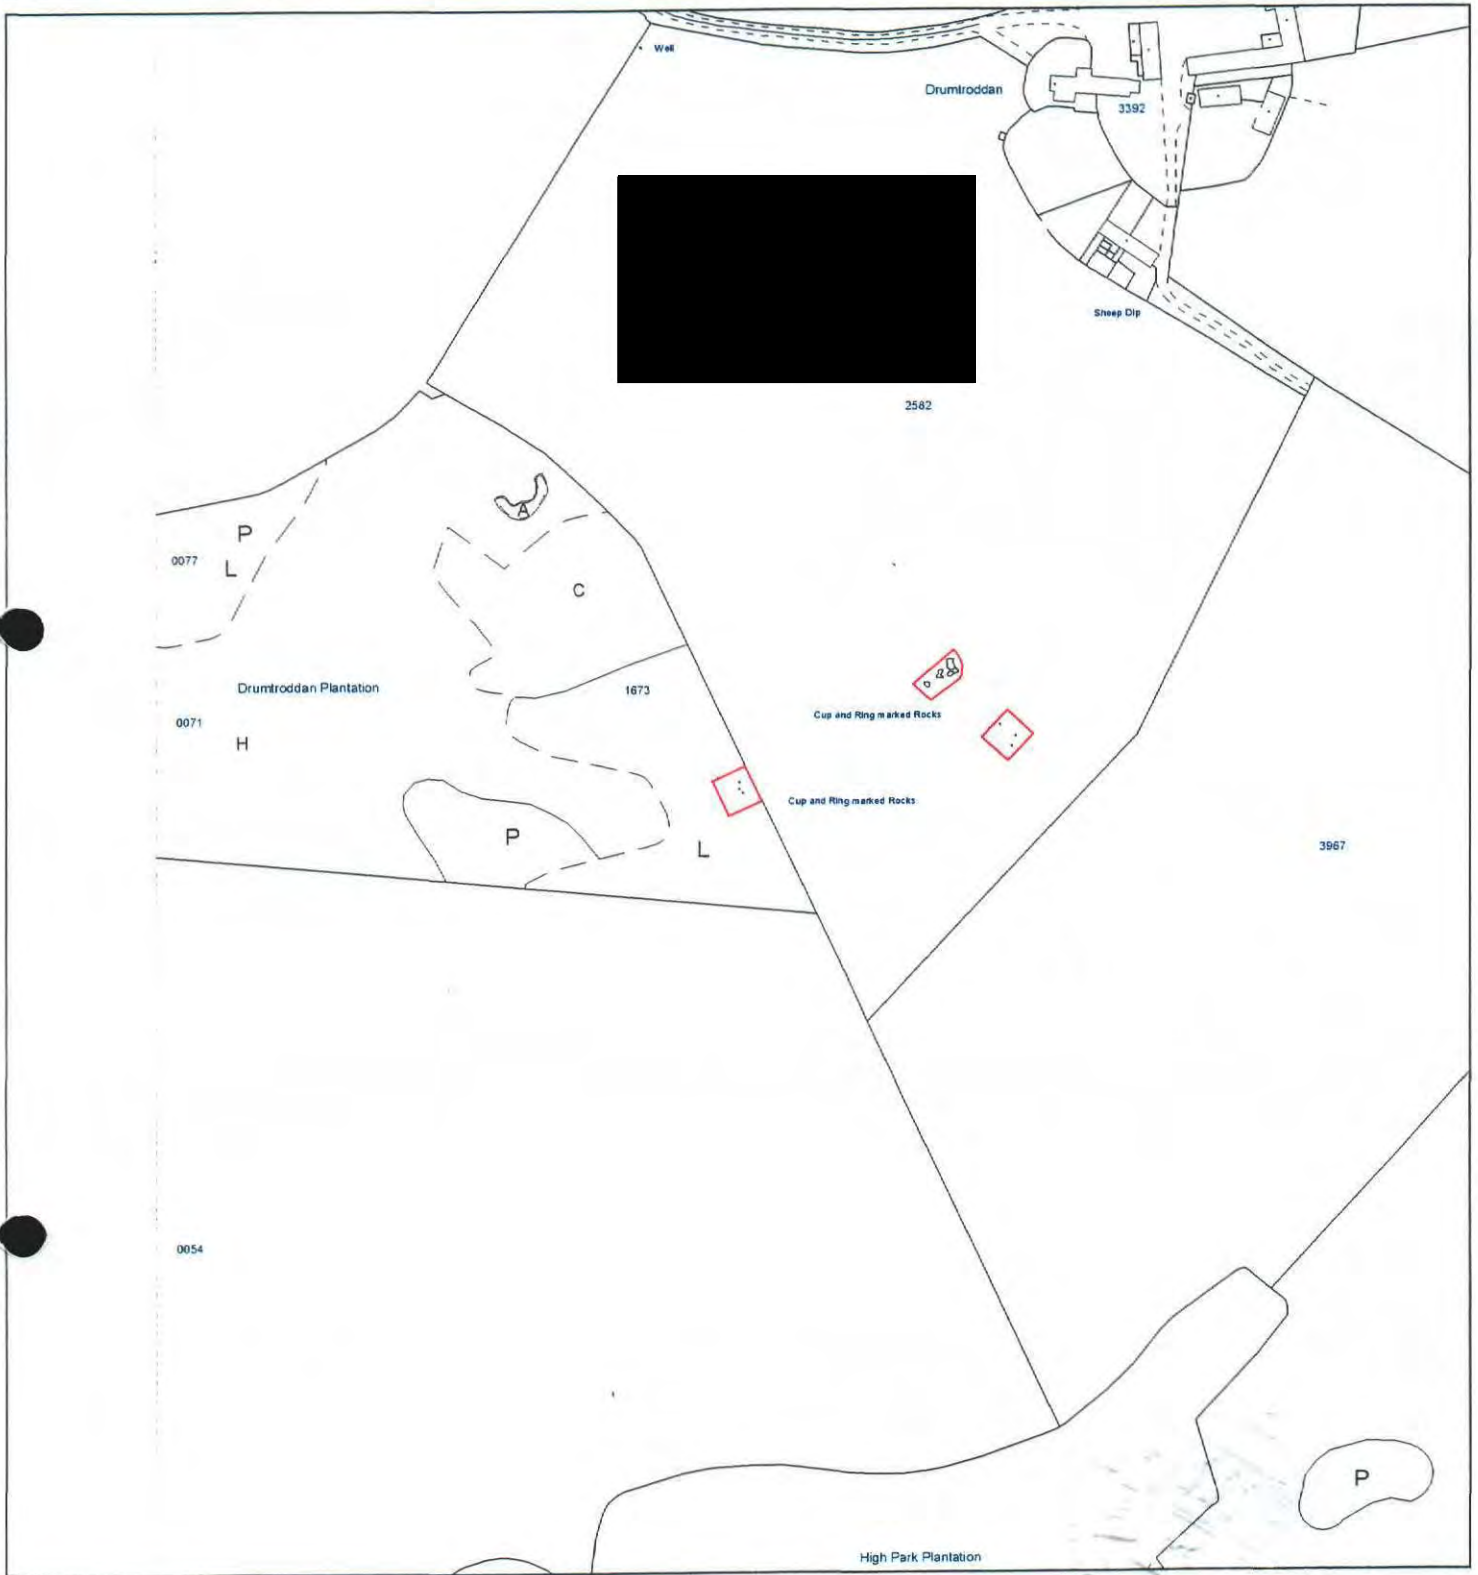 Well
Drumtroddan
3392
Sheep Dip
2582
A
P
0077
L
C
Drumtroddan Plantation
1673
Cup and Ring marked Rocks
0071
H
Cup and Ring marked Rocks
P
L
3967
0054
P
High Park Plantation